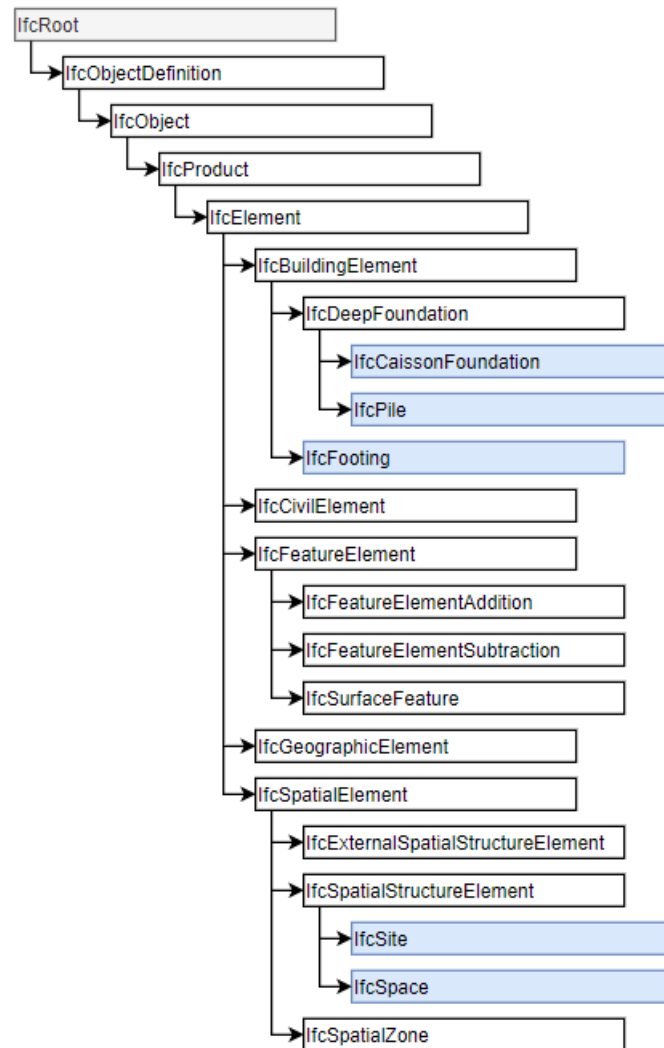 IfcRoot
IfcObjectDefinition
IfcObject
IfcProduct
IfcElement
IfcBuildingElement
IfcDeepFoundation
IfcCaissonFoundation
IfcPile
IfcFooting
IfcCivilElement
IfcFeatureElement
IfcFeatureElementAddition
IfcFeatureElementSubtraction
IfcSurfaceFeature
IfcGeographicElement
IfcSpatialElement
IfcExternalSpatialStructureElement
IfcSpatialStructureElement
IfcSite
IfcSpace
IfcSpatialZone